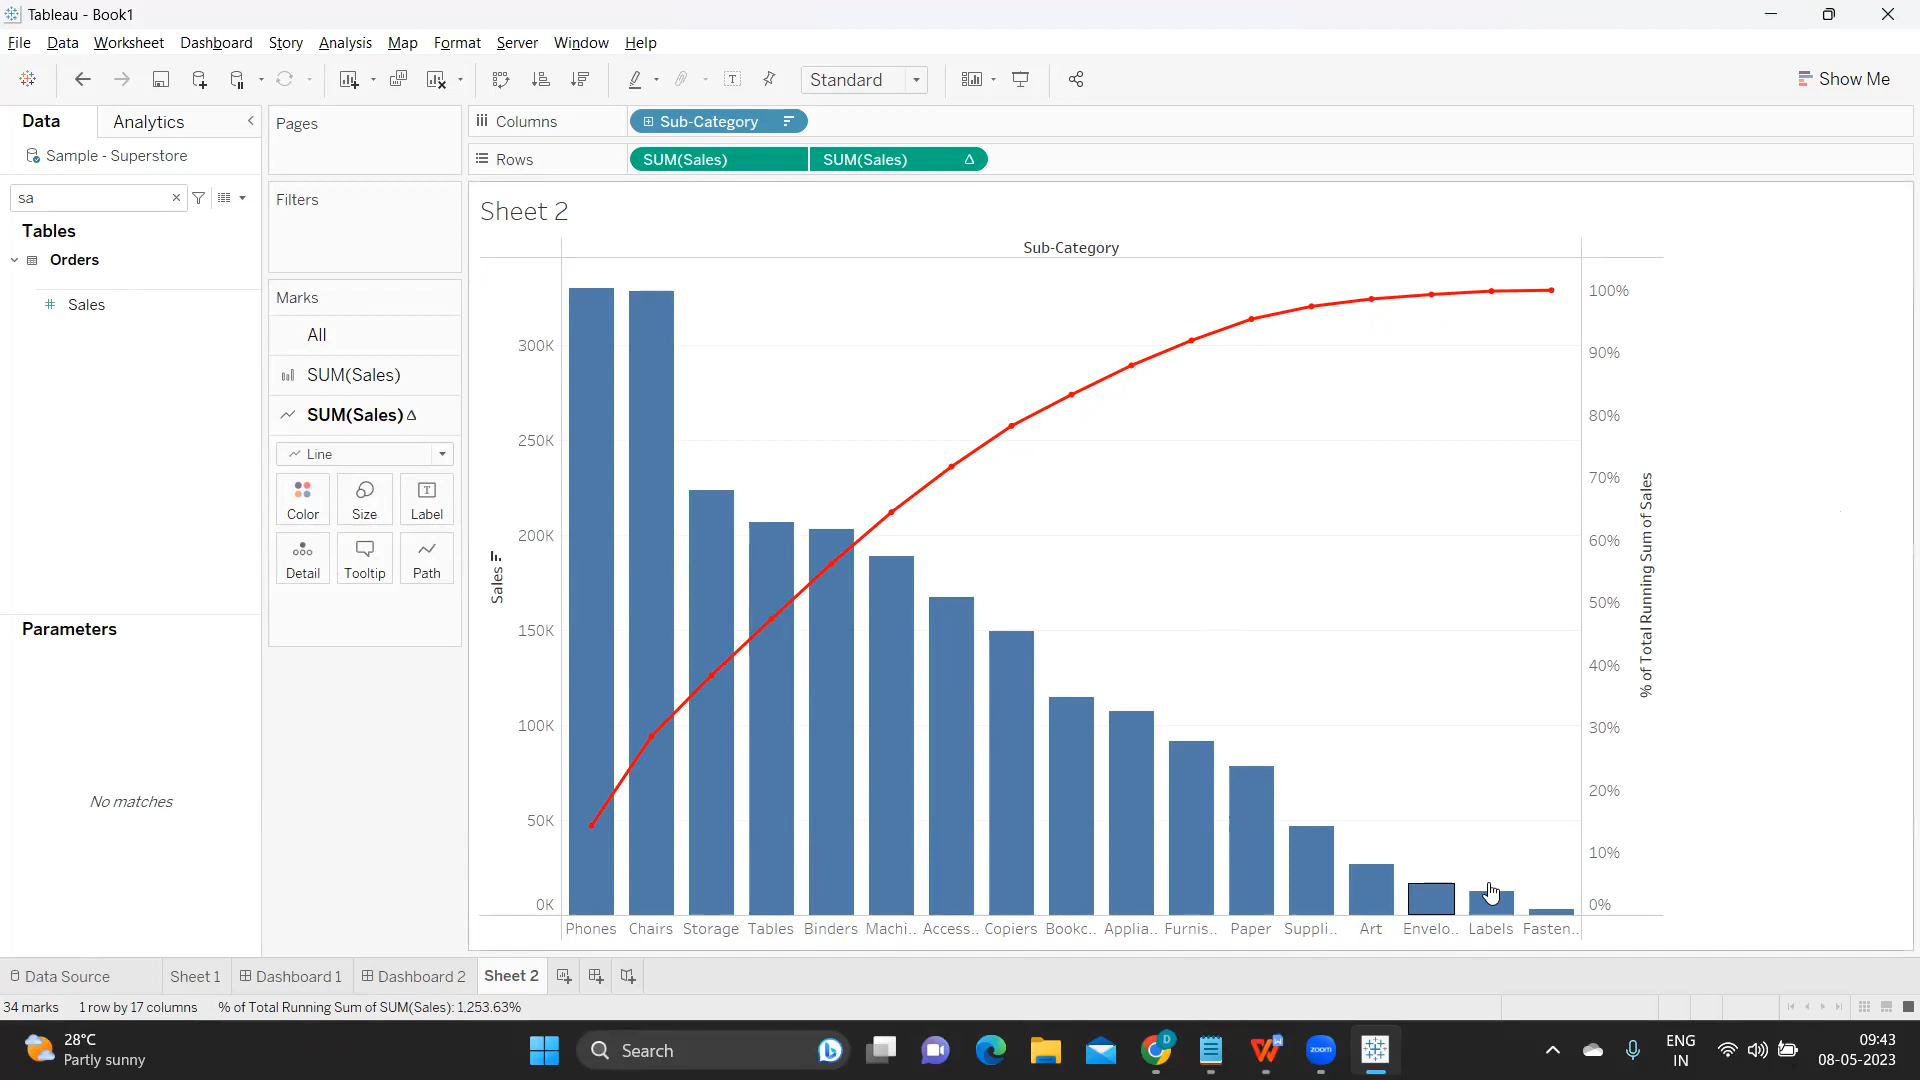 Tableau - Book1
File Data Worksheet Dashboard Story Analysis Map Format Server Window Help
Standard
Show Me
Data Analytics
Sample - Superstore
sa
Tables
Orders
Sales
Parameters
No matches
Pages
Filters
Marks
All
SUM(Sales)
SUM(Sales) Δ
Line
Color Size Label
Detail Tooltip Path
Columns Sub-Category
Rows SUM(Sales) SUM(Sales) Δ
Sheet 2
Sub-Category
300K
250K
200K
150K
100K
50K
0K
Sales
100%
90%
80%
70%
60%
50%
40%
30%
20%
10%
0%
% of Total Running Sum of Sales
Phones Chairs Storage Tables Binders Machi.. Access.. Copiers Bookc.. Applia.. Furnis.. Paper Suppli.. Art Envelo.. Labels Fasten..
Data Source Sheet 1 Dashboard 1 Dashboard 2 Sheet 2
34 marks 1 row by 17 columns % of Total Running Sum of SUM(Sales): 1,253.63%
28°C
Partly sunny
Search
zoom
ENG
IN
09:43
08-05-2023